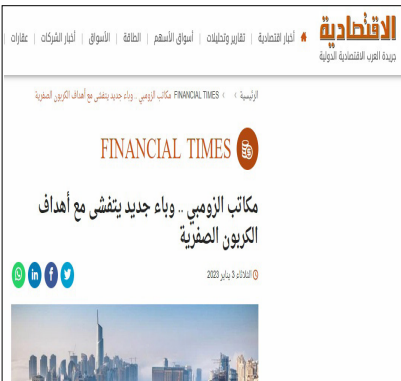 الاقتصادية
جريدة العرب الاقتصادية الدولية
أخبار اقتصادية | تقارير وتحليلات | أسواق الأسهم | الطاقة | الأسواق | أخبار الشركات | عقارات |
الرئيسية > FINANCIAL TIMES > مكاتب الزومبي .. وباء جديد يتفشى مع أهداف الكربون الصفرية
FINANCIAL TIMES
مكاتب الزومبي .. وباء جديد يتفشى مع أهداف
الكربون الصفرية
الثلاثاء 3 يناير 2023